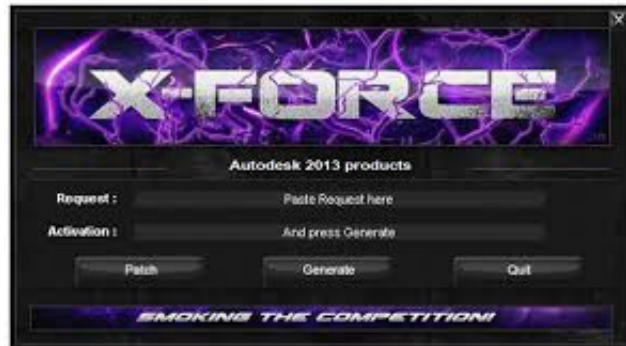 X
X-FORCE
Autodesk 2013 products
Request : Paste Request here
Activation : And press Generate
Patch Generate Quit
SMOKING THE COMPETITION!